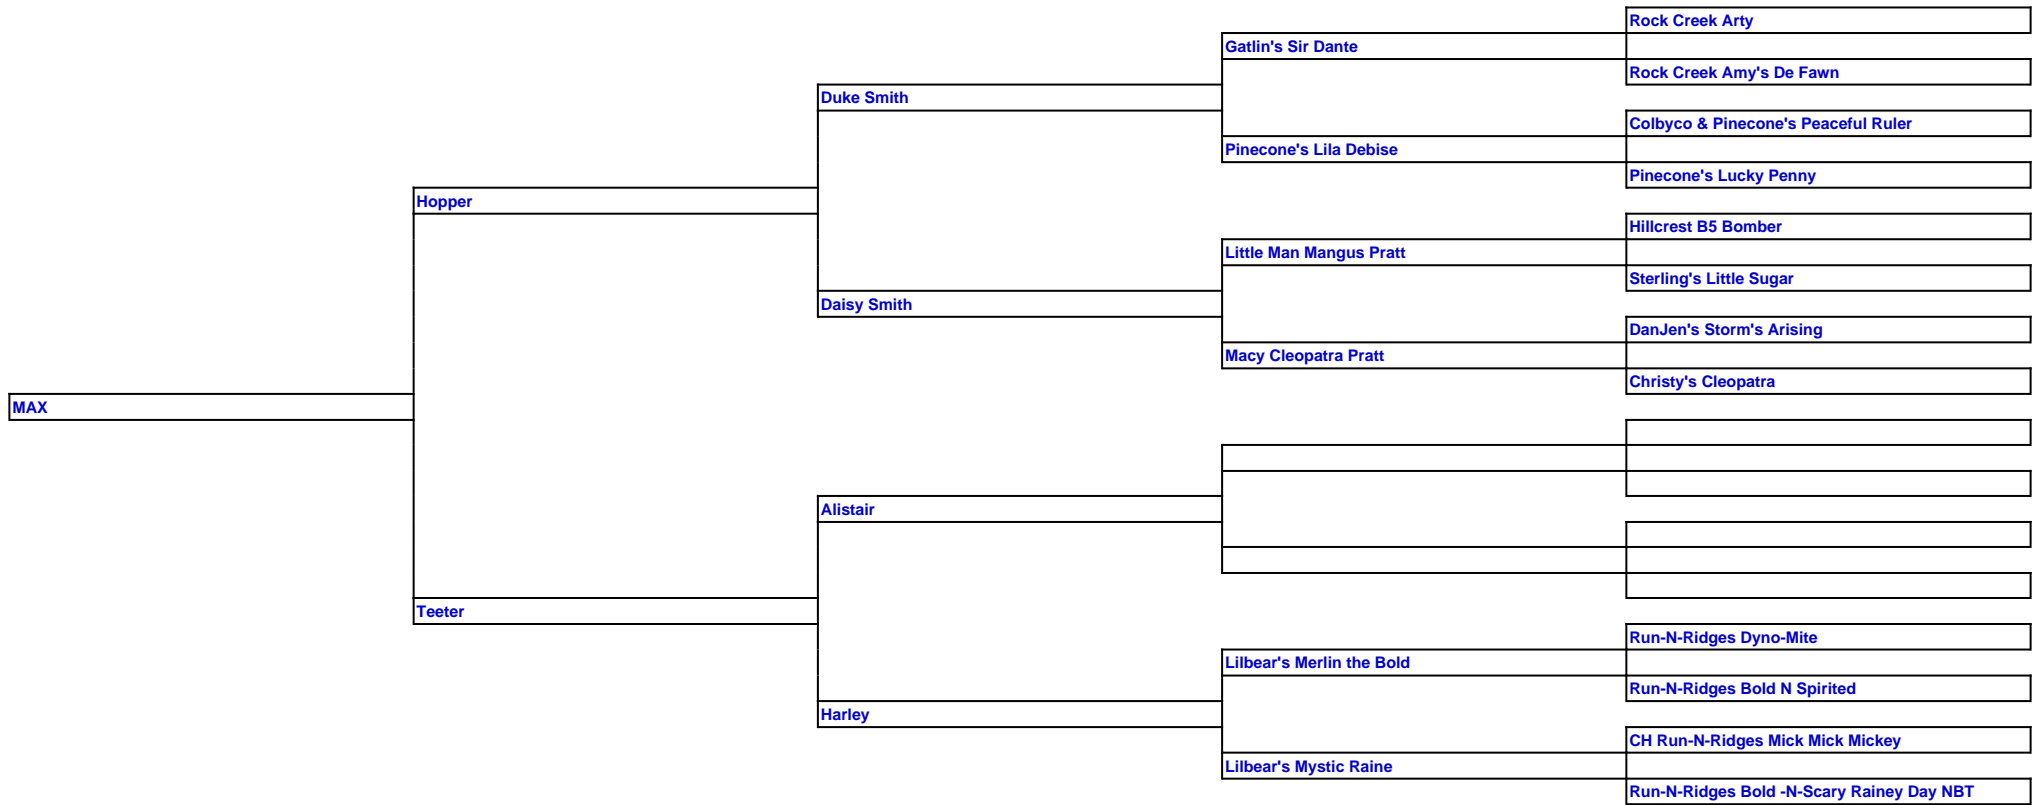 Rock Creek Arty
Gatlin's Sir Dante
Rock Creek Amy's De Fawn
Duke Smith
Colbyco & Pinecone's Peaceful Ruler
Pinecone's Lila Debise
Pinecone's Lucky Penny
Hopper
Hillcrest B5 Bomber
Little Man Mangus Pratt
Sterling's Little Sugar
Daisy Smith
DanJen's Storm's Arising
Macy Cleopatra Pratt
Christy's Cleopatra
MAX
Alistair
Teeter
Run-N-Ridges Dyno-Mite
Lilbear's Merlin the Bold
Run-N-Ridges Bold N Spirited
Harley
CH Run-N-Ridges Mick Mick Mickey
Lilbear's Mystic Raine
Run-N-Ridges Bold -N-Scary Rainey Day NBT